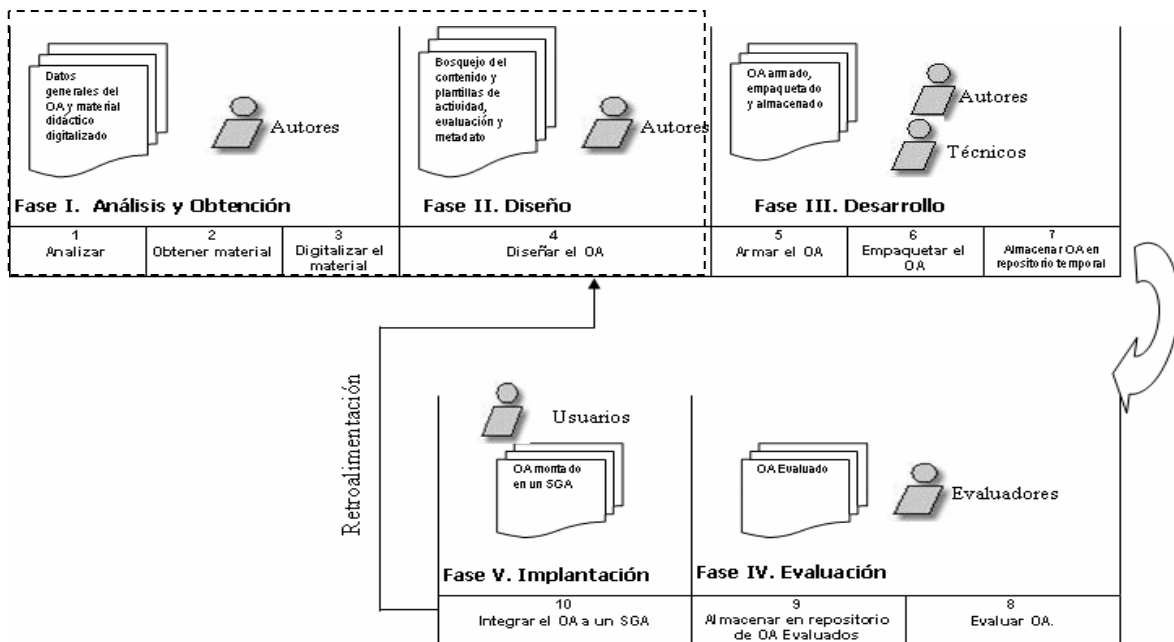 Datos
generales del
OA y material
didáctico
digitalizado
Autores
Fase I. Análisis y Obtención
1
Analizar
2
Obtener material
3
Digitalizar el
material
Bosquejo del
contenido y
plantillas de
actividad,
evaluación y
metadato
Autores
Fase II. Diseño
4
Diseñar el OA
OA armado,
empaquetado
y almacenado
Autores
Técnicos
Fase III. Desarrollo
5
Armar el OA
6
Empaquetar el
OA
7
Almacenar OA en
repositorio temporal
Retroalimentación
Usuarios
OA montado
en un SGA
Fase V. Implantación
10
Integrar el OA a un SGA
OA Evaluado
Evaluadores
Fase IV. Evaluación
9
Almacenar en repositorio
de OA Evaluados
8
Evaluar OA.